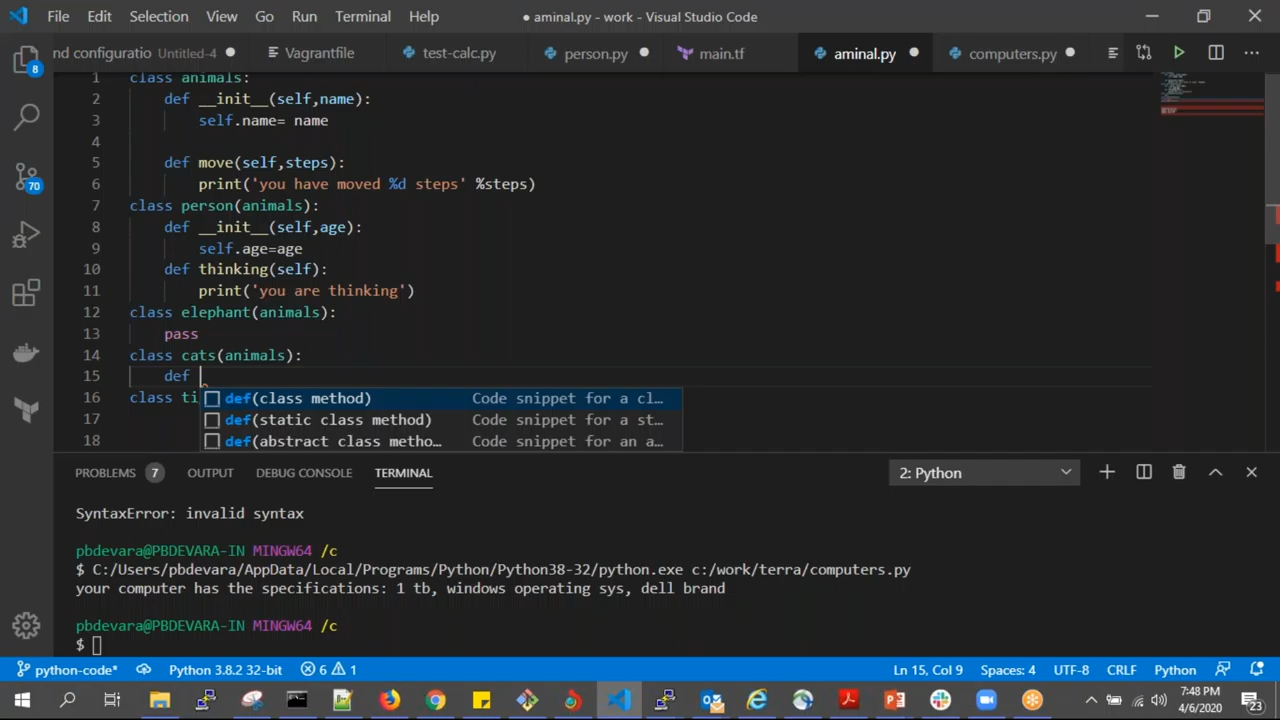 File Edit Selection View Go Run Terminal Help
● aminal.py - work - Visual Studio Code
nd configuratio Untitled-4 Vagrantfile test-calc.py person.py main.tf aminal.py computers.py
8
70
1 class animals:
2 def __init__(self,name):
3 self.name= name
4
5 def move(self,steps):
6 print('you have moved %d steps' %steps)
7 class person(animals):
8 def __init__(self,age):
9 self.age=age
10 def thinking(self):
11 print('you are thinking')
12 class elephant(animals):
13 pass
14 class cats(animals):
15 def
16 class ti
17
18
def(class method) Code snippet for a cl…
def(static class method) Code snippet for a st…
def(abstract class metho… Code snippet for an a…
PROBLEMS 7 OUTPUT DEBUG CONSOLE TERMINAL 2: Python
SyntaxError: invalid syntax
pbdevara@PBDEVARA-IN MINGW64 /c
$ C:/Users/pbdevara/AppData/Local/Programs/Python/Python38-32/python.exe c:/work/terra/computers.py
your computer has the specifications: 1 tb, windows operating sys, dell brand
pbdevara@PBDEVARA-IN MINGW64 /c
$
python-code* Python 3.8.2 32-bit 6 1 Ln 15, Col 9 Spaces: 4 UTF-8 CRLF Python
7:48 PM
4/6/2020
23